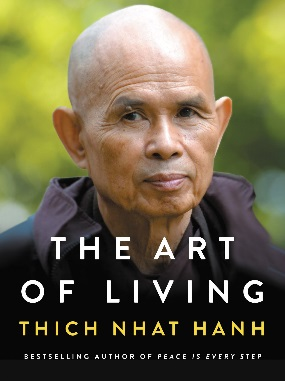 THE ART
OF LIVING
THICH NHAT HANH
BESTSELLING AUTHOR OF PEACE IS EVERY STEP